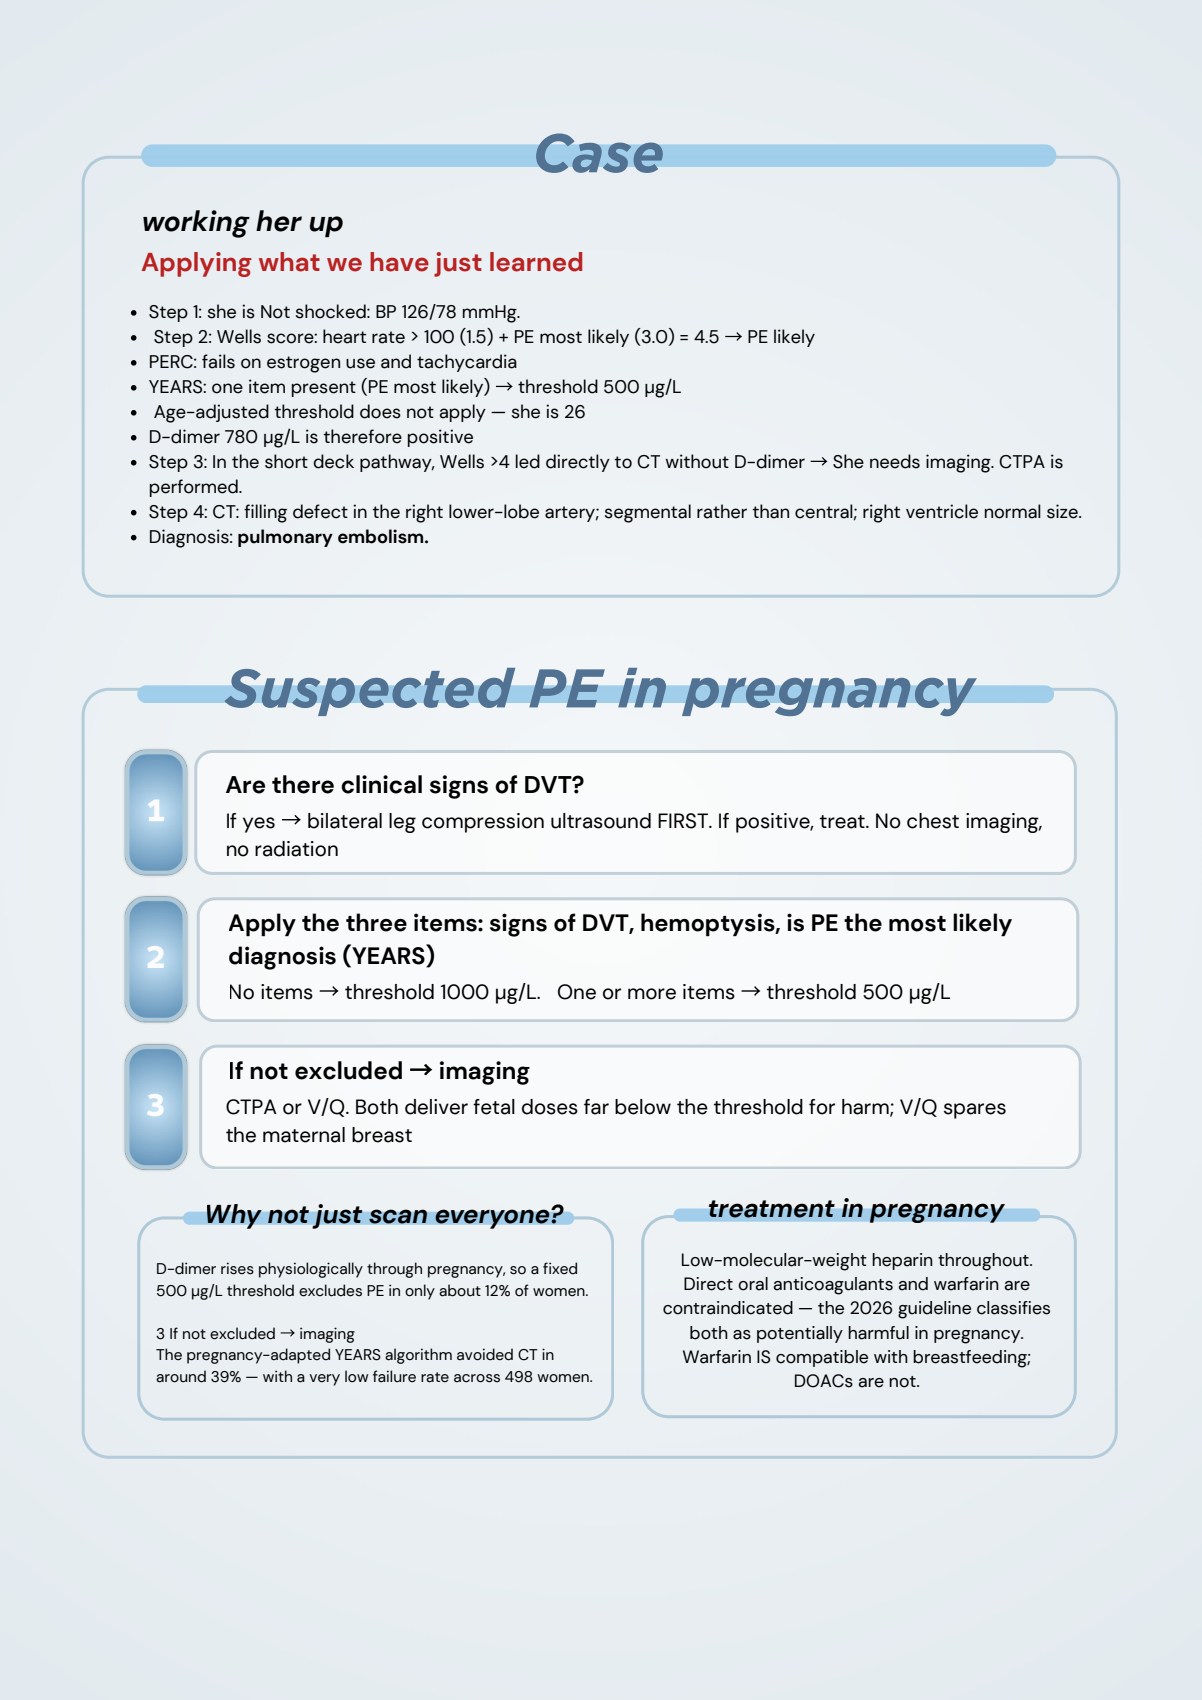 Case
working her up
Applying what we have just learned
• Step 1: she is Not shocked: BP 126/78 mmHg.
• Step 2: Wells score: heart rate > 100 (1.5) + PE most likely (3.0) = 4.5 → PE likely
• PERC: fails on estrogen use and tachycardia
• YEARS: one item present (PE most likely) → threshold 500 µg/L
• Age-adjusted threshold does not apply — she is 26
• D-dimer 780 µg/L is therefore positive
• Step 3: In the short deck pathway, Wells >4 led directly to CT without D-dimer → She needs imaging. CTPA is
performed.
• Step 4: CT: filling defect in the right lower-lobe artery; segmental rather than central; right ventricle normal size.
• Diagnosis: pulmonary embolism.
Suspected PE in pregnancy
1
Are there clinical signs of DVT?
If yes → bilateral leg compression ultrasound FIRST. If positive, treat. No chest imaging,
no radiation
2
Apply the three items: signs of DVT, hemoptysis, is PE the most likely
diagnosis (YEARS)
No items → threshold 1000 µg/L. One or more items → threshold 500 µg/L
3
If not excluded → imaging
CTPA or V/Q. Both deliver fetal doses far below the threshold for harm; V/Q spares
the maternal breast
Why not just scan everyone?
D-dimer rises physiologically through pregnancy, so a fixed
500 µg/L threshold excludes PE in only about 12% of women.
3 If not excluded → imaging
The pregnancy-adapted YEARS algorithm avoided CT in
around 39% — with a very low failure rate across 498 women.
treatment in pregnancy
Low-molecular-weight heparin throughout.
Direct oral anticoagulants and warfarin are
contraindicated — the 2026 guideline classifies
both as potentially harmful in pregnancy.
Warfarin IS compatible with breastfeeding;
DOACs are not.